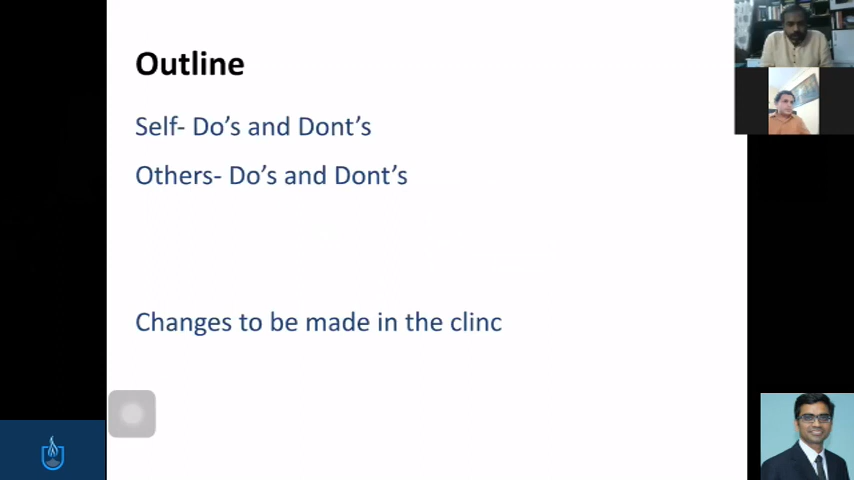 Outline
Self- Do's and Dont's
Others- Do's and Dont's
Changes to be made in the clinc